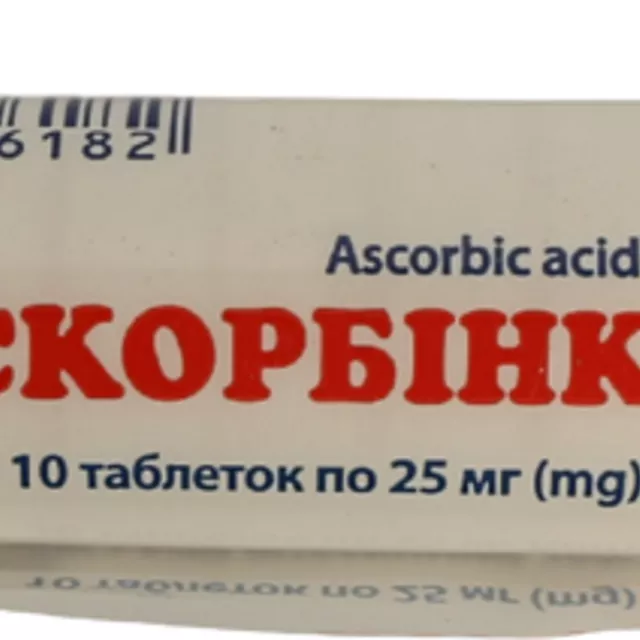 6182
Ascorbic acid
СКОРБІНК
10 таблеток по 25 мг (mg)